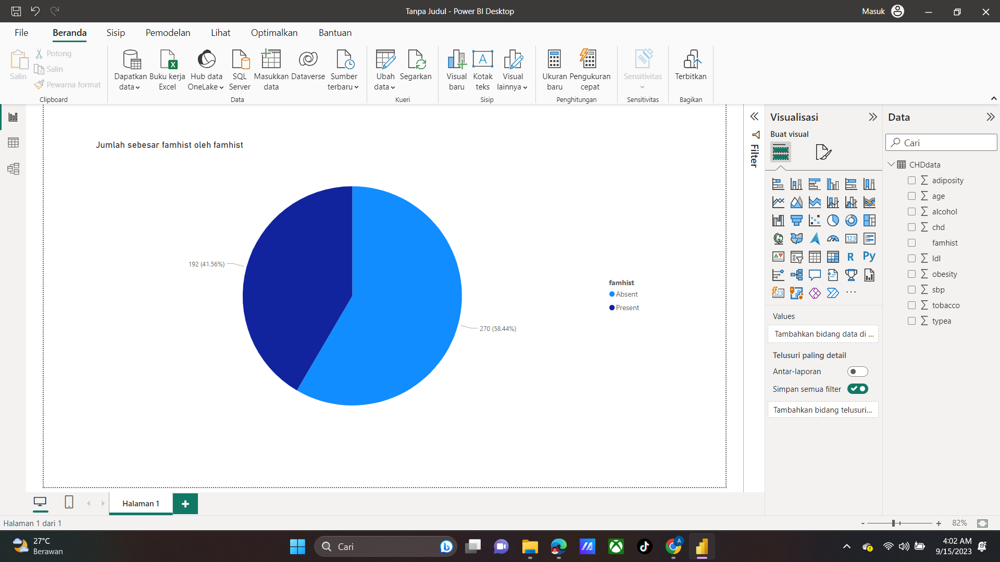 Tanpa Judul - Power BI Desktop
Masuk
File
Beranda
Sisip
Pemodelan
Lihat
Optimalkan
Bantuan
Salin
Potong
Salin
Pewarna format
Clipboard
Dapatkan data
Buku kerja Excel
Hub data OneLake
SQL Server
Masukkan data
Dataverse
Sumber terbaru
Data
Ubah data
Segarkan
Kueri
Visual baru
Kotak teks
A
Visual lainnya
Sisip
Ukuran baru
Pengukuran cepat
Penghitungan
Sensitivitas
Sensitivitas
Terbitkan
Bagikan
Jumlah sebesar famhist oleh famhist
192 (41.56%)
270 (58.44%)
famhist
Absent
Present
Filter
Visualisasi
Buat visual
123
R
Py
123
...
Values
Tambahkan bidang data di ...
Telusuri paling detail
Antar-laporan
Simpan semua filter
Tambahkan bidang telusuri...
Data
Cari
CHDdata
adiposity
age
alcohol
chd
famhist
ldl
obesity
sbp
tobacco
typea
Halaman 1
Halaman 1 dari 1
- + 82%
27°C
Berawan
Cari
A
4:02 AM
9/15/2023